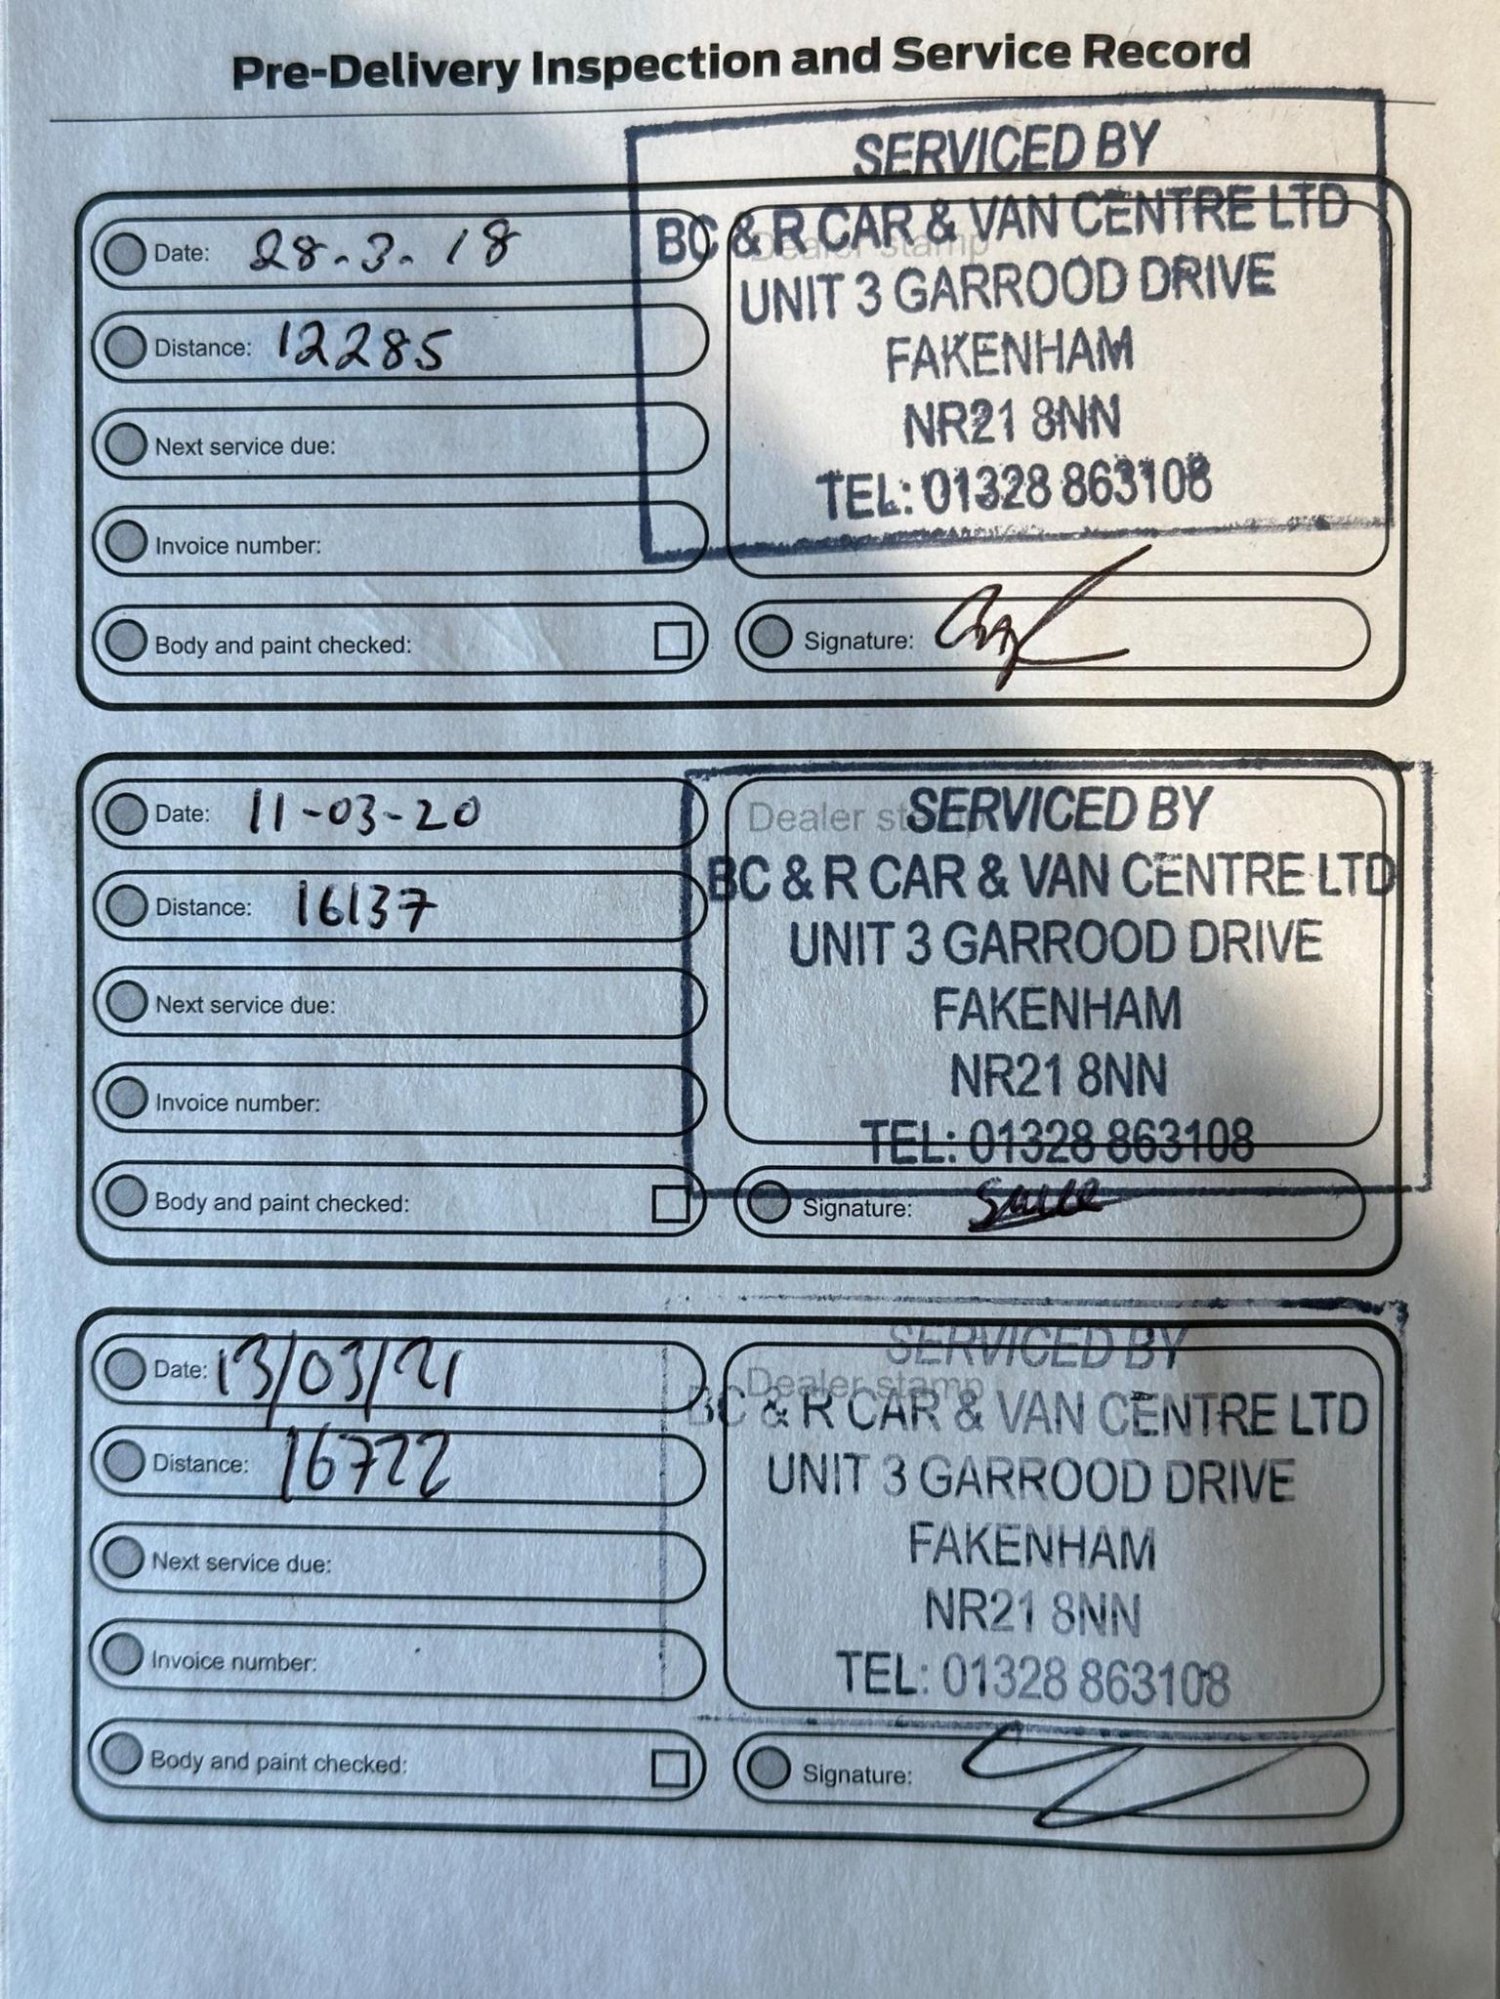 Pre-Delivery Inspection and Service Record
Date: 28.3.18
Distance: 12285
Next service due:
Invoice number:
Body and paint checked:
Dealer stamp
SERVICED BY
BC & R CAR & VAN CENTRE LTD
UNIT 3 GARROOD DRIVE
FAKENHAM
NR21 8NN
TEL: 01328 863108
Signature:
Date: 11-03-20
Distance: 16137
Next service due:
Invoice number:
Body and paint checked:
Dealer stamp
SERVICED BY
BC & R CAR & VAN CENTRE LTD
UNIT 3 GARROOD DRIVE
FAKENHAM
NR21 8NN
TEL: 01328 863108
Signature:
Date: 13/03/21
Distance: 16722
Next service due:
Invoice number:
Body and paint checked:
Dealer stamp
SERVICED BY
BC & R CAR & VAN CENTRE LTD
UNIT 3 GARROOD DRIVE
FAKENHAM
NR21 8NN
TEL: 01328 863108
Signature: